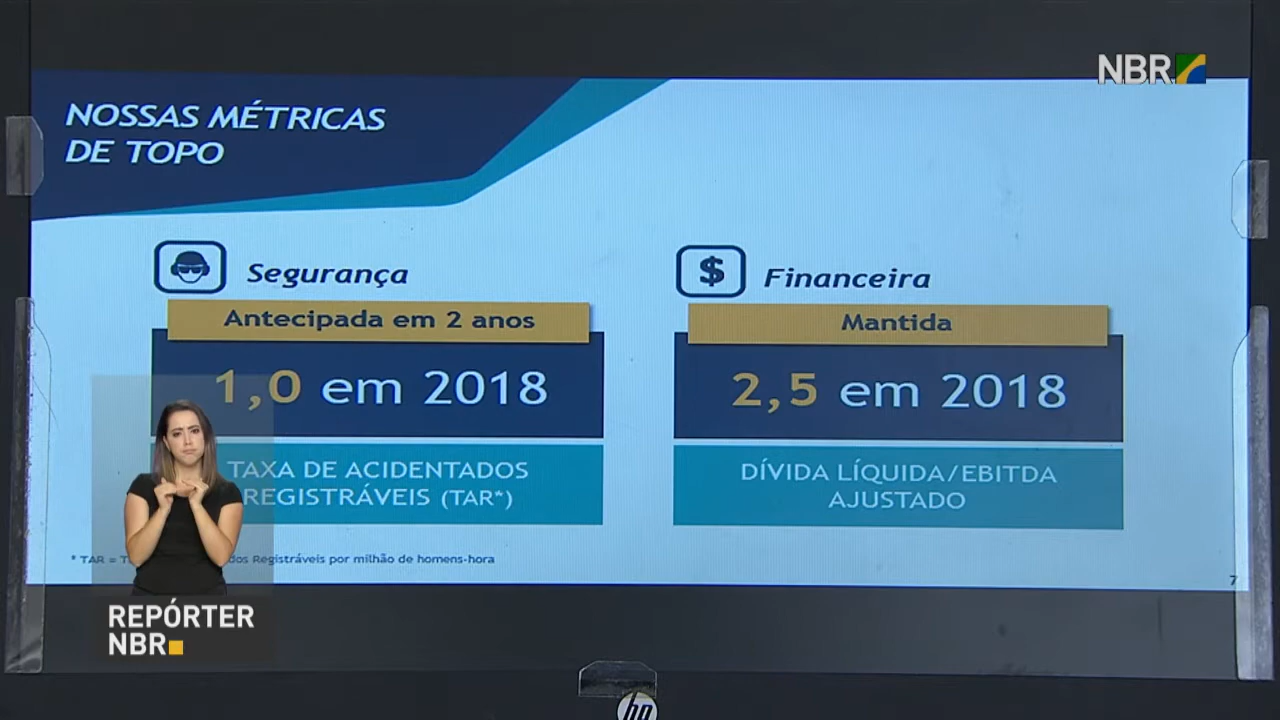 NBR
NOSSAS MÉTRICAS
DE TOPO
Segurança
Antecipada em 2 anos
1,0 em 2018
TAXA DE ACIDENTADOS
REGISTRÁVEIS (TAR*)
$ Financeira
Mantida
2,5 em 2018
DÍVIDA LÍQUIDA/EBITDA
AJUSTADO
* TAR = Registráveis por milhão de homens-hora
7
REPÓRTER
NBR
hp